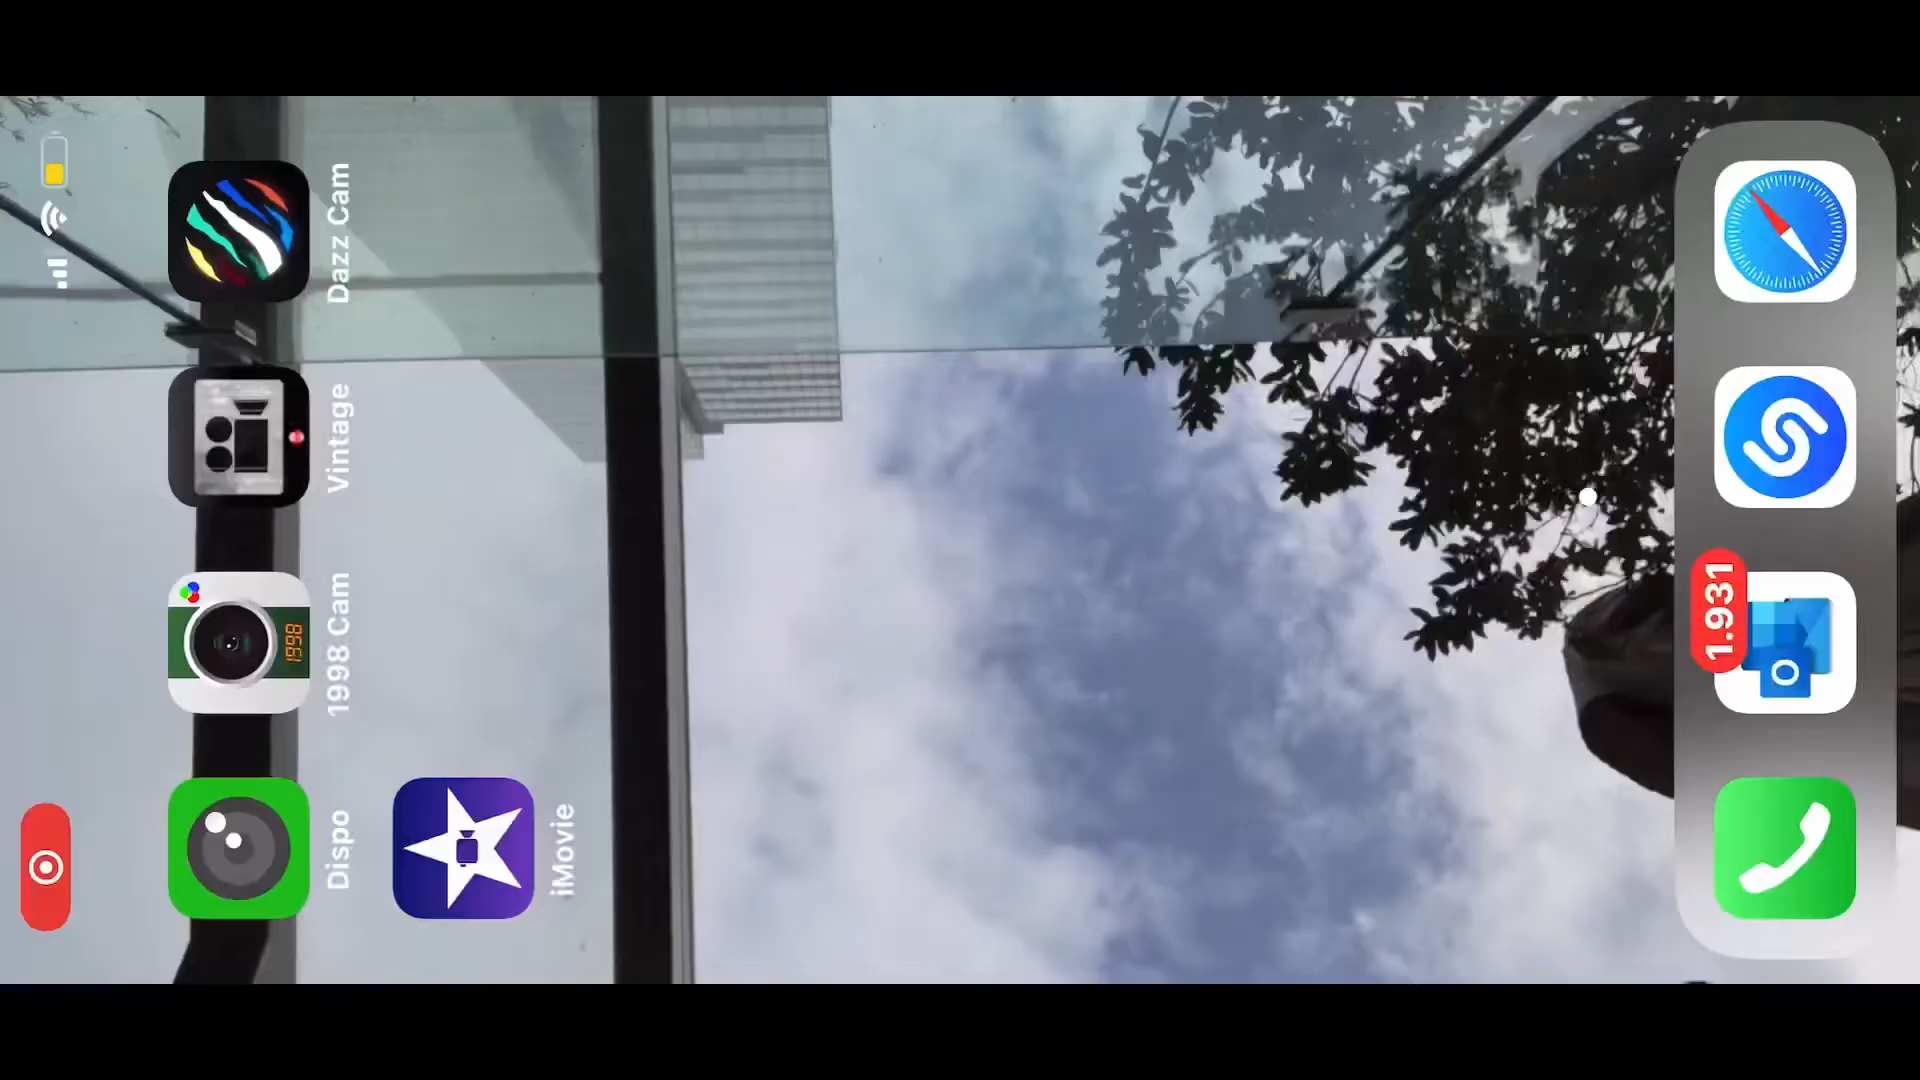 Dispo
1998
1998 Cam
Vintage
Dazz Cam
iMovie
1.931
O